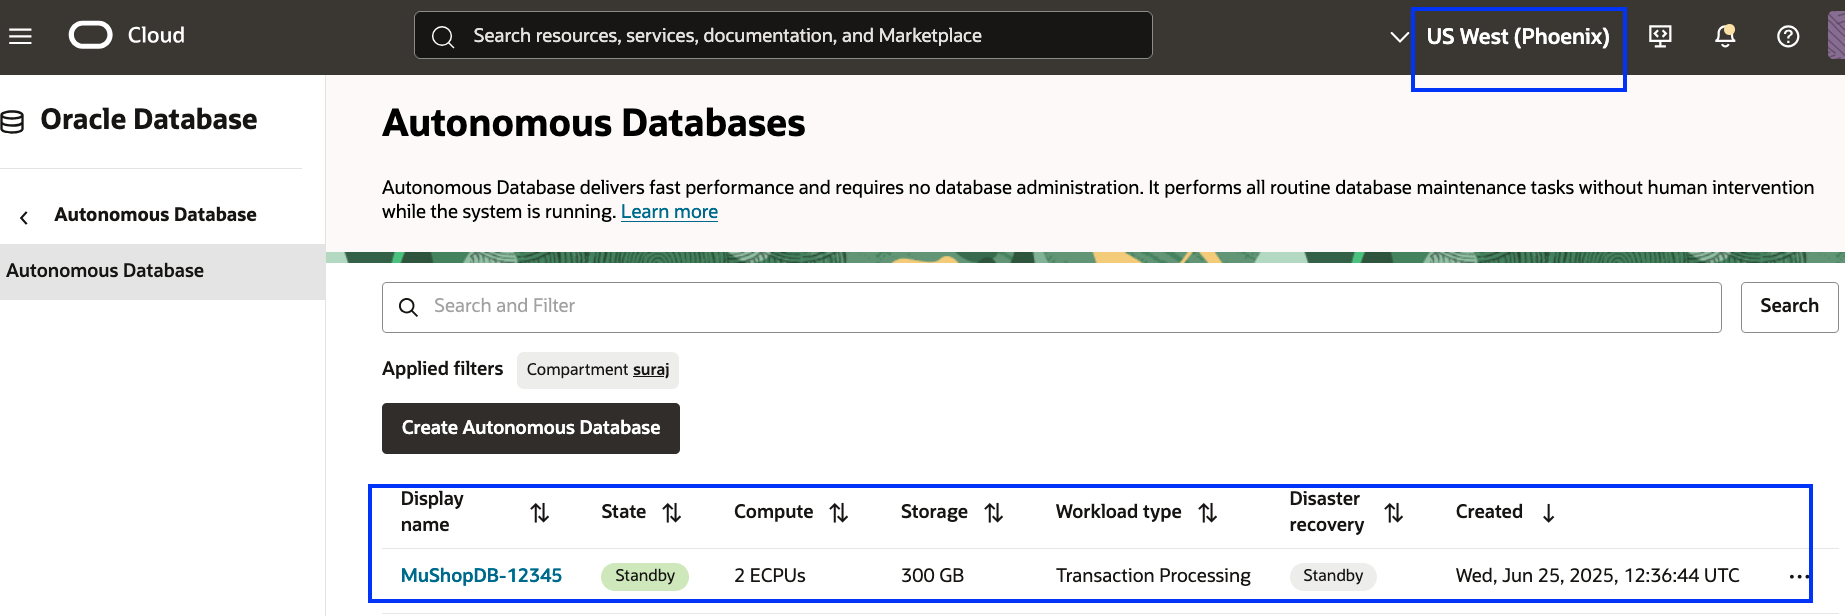 Cloud
Search resources, services, documentation, and Marketplace
US West (Phoenix)
Oracle Database
Autonomous Database
Autonomous Database
Autonomous Databases
Autonomous Database delivers fast performance and requires no database administration. It performs all routine database maintenance tasks without human intervention
while the system is running. Learn more
Search and Filter
Search
Applied filters Compartment suraj
Create Autonomous Database
Display name State Compute Storage Workload type Disaster recovery Created
MuShopDB-12345 Standby 2 ECPUs 300 GB Transaction Processing Standby Wed, Jun 25, 2025, 12:36:44 UTC